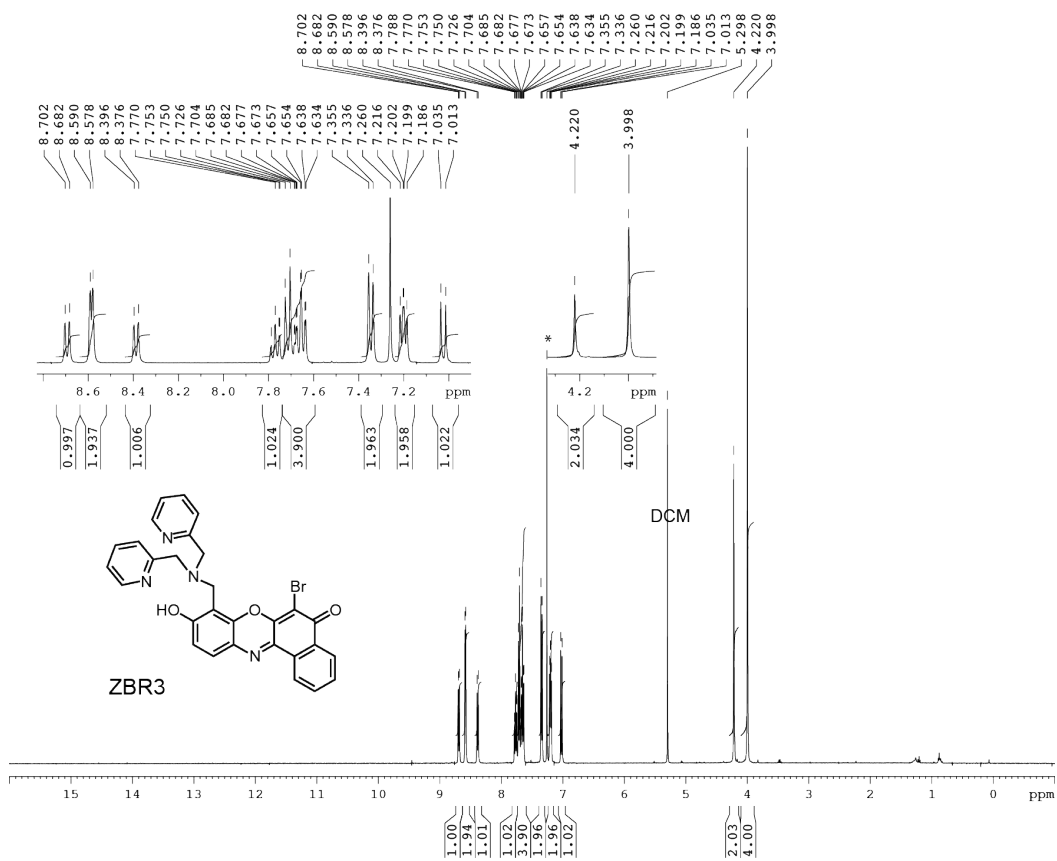 8.702 8.682 8.590 8.578 8.396 8.376 7.788 7.770 7.753 7.750 7.726 7.704 7.685 7.682 7.677 7.673 7.657 7.654 7.638 7.634 7.355 7.336 7.260 7.216 7.202 7.199 7.186 7.035 7.013 5.298 4.220 3.998
8.702 8.682 8.590 8.578 8.396 8.376 7.770 7.753 7.750 7.726 7.704 7.685 7.682 7.677 7.673 7.657 7.654 7.638 7.634 7.355 7.336 7.260 7.216 7.202 7.199 7.186 7.035 7.013
4.220 3.998
*
8.6 8.4 8.2 8.0 7.8 7.6 7.4 7.2 ppm
4.2 ppm
0.997 1.937 1.006 1.024 3.900 1.963 1.958 1.022
2.034 4.000
DCM
N
N
N
Br
HO
O
O
N
ZBR3
15 14 13 12 11 10 9 8 7 6 5 4 3 2 1 0 ppm
1.00 1.94 1.01 1.02 3.90 1.96 1.96 1.02 2.03 4.00